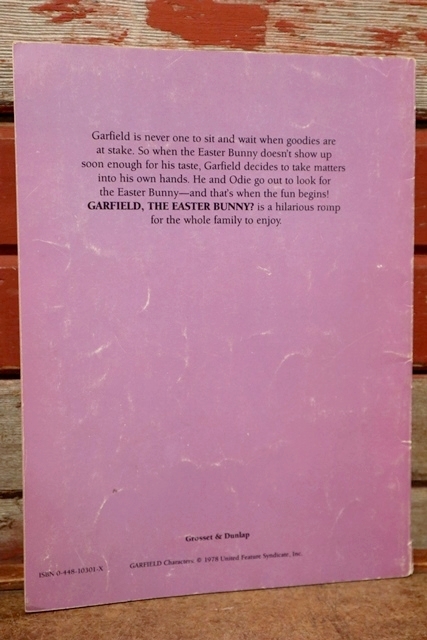 Garfield is never one to sit and wait when goodies are
at stake. So when the Easter Bunny doesn't show up
soon enough for his taste, Garfield decides to take matters
into his own hands. He and Odie go out to look for
the Easter Bunny—and that's when the fun begins!
GARFIELD, THE EASTER BUNNY? is a hilarious romp
for the whole family to enjoy.
Grosset & Dunlap
GARFIELD Characters: © 1978 United Feature Syndicate, Inc.
ISBN 0-448-10301-X